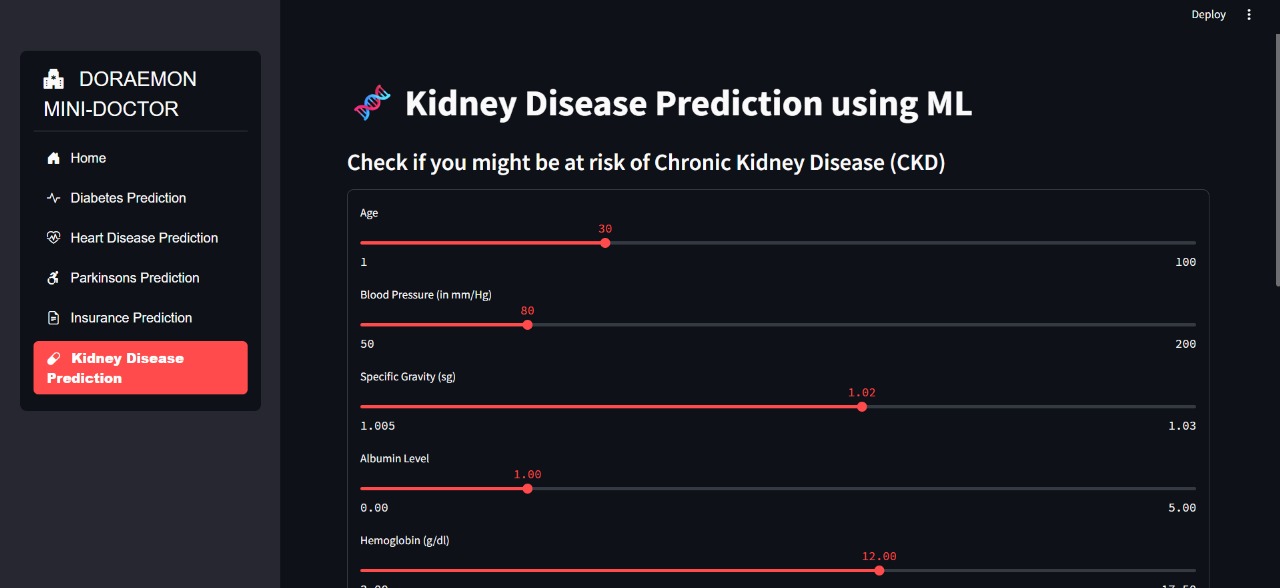 Deploy
DORAEMON
MINI-DOCTOR
Home
Diabetes Prediction
Heart Disease Prediction
Parkinsons Prediction
Insurance Prediction
Kidney Disease
Prediction
Kidney Disease Prediction using ML
Check if you might be at risk of Chronic Kidney Disease (CKD)
Age
30
1 100
Blood Pressure (in mm/Hg)
80
50 200
Specific Gravity (sg)
1.02
1.005 1.03
Albumin Level
1.00
0.00 5.00
Hemoglobin (g/dl)
12.00